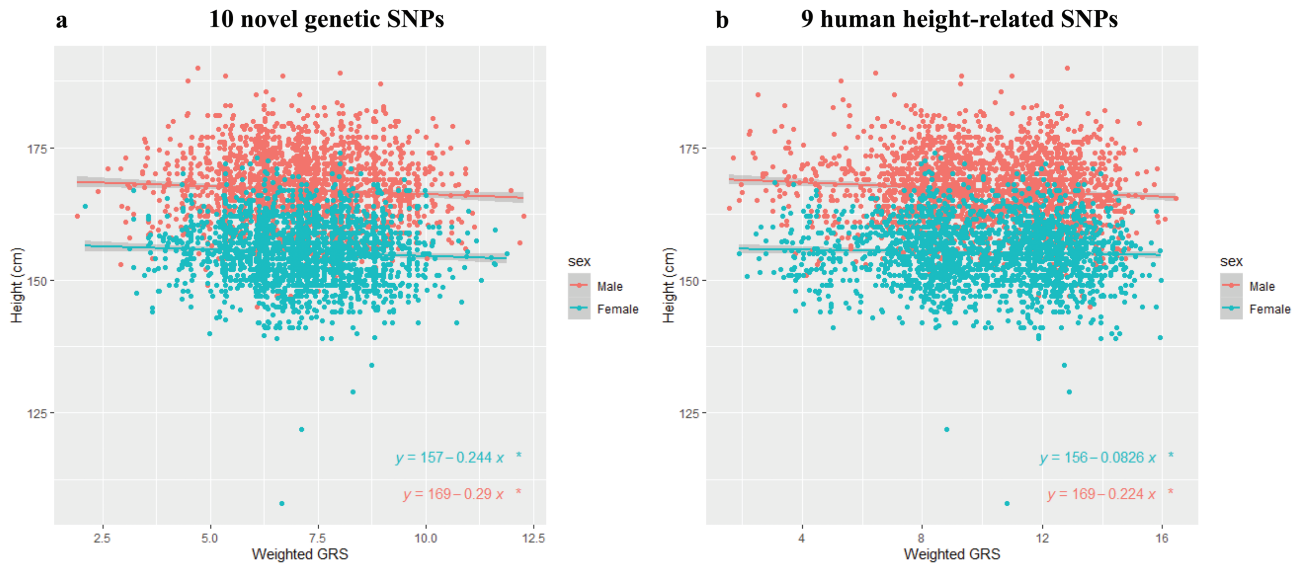 a 10 novel genetic SNPs
175
150
125
Height (cm)
2.5 5.0 7.5 10.0 12.5
Weighted GRS
y = 157 − 0.244 x *
y = 169 − 0.29 x *
sex
Male
Female
b 9 human height-related SNPs
175
150
125
Height (cm)
4 8 12 16
Weighted GRS
y = 156 − 0.0826 x *
y = 169 − 0.224 x *
sex
Male
Female